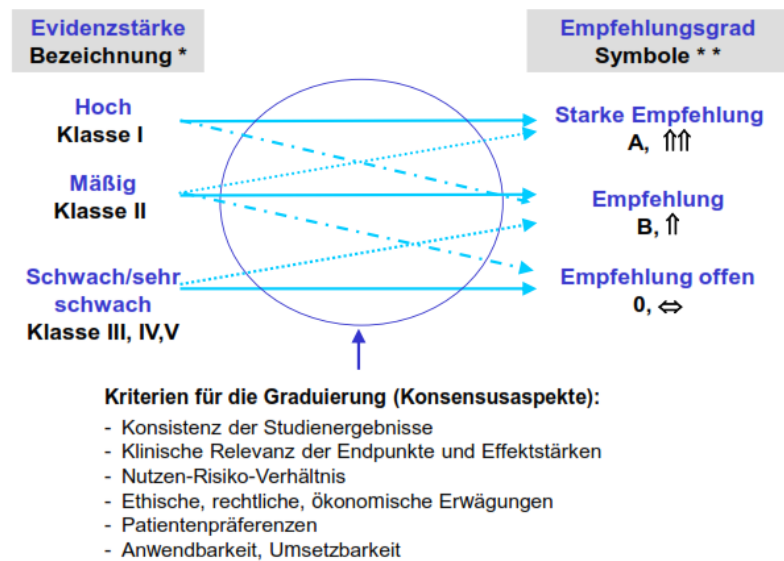 Evidenzstärke
Bezeichnung *
Empfehlungsgrad
Symbole * *
Hoch
Klasse I
Starke Empfehlung
A, ⇑⇑
Mäßig
Klasse II
Empfehlung
B, ⇑
Schwach/sehr
schwach
Klasse III, IV,V
Empfehlung offen
0, ⇔
Kriterien für die Graduierung (Konsensusaspekte):
- Konsistenz der Studienergebnisse
- Klinische Relevanz der Endpunkte und Effektstärken
- Nutzen-Risiko-Verhältnis
- Ethische, rechtliche, ökonomische Erwägungen
- Patientenpräferenzen
- Anwendbarkeit, Umsetzbarkeit